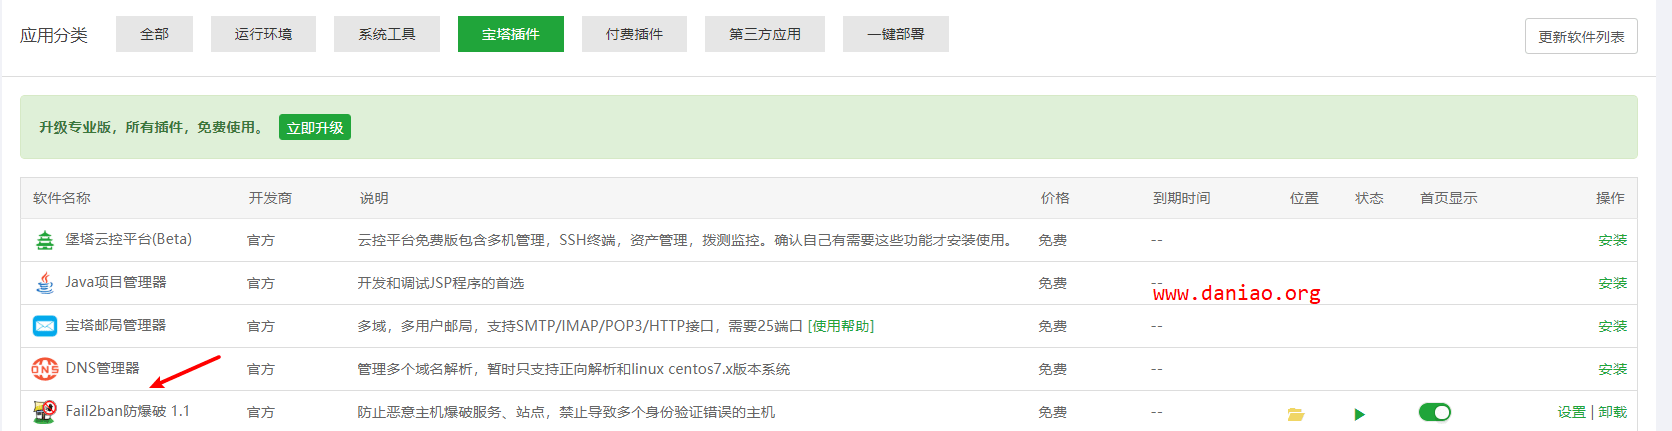 应用分类 全部 运行环境 系统工具 宝塔插件 付费插件 第三方应用 一键部署 更新软件列表
升级专业版，所有插件，免费使用。 立即升级
软件名称 开发商 说明 价格 到期时间 位置 状态 首页显示 操作
堡塔云控平台(Beta) 官方 云控平台免费版包含多机管理，SSH终端，资产管理，拨测监控。确认自己有需要这些功能才安装使用。 免费 -- 安装
Java项目管理器 官方 开发和调试JSP程序的首选 免费 -- 安装
www.daniao.org
宝塔邮局管理器 官方 多域，多用户邮局，支持SMTP/IMAP/POP3/HTTP接口，需要25端口 [使用帮助] 免费 -- 安装
DNS管理器 官方 管理多个域名解析，暂时只支持正向解析和linux centos7.x版本系统 免费 -- 安装
Fail2ban防爆破 1.1 官方 防止恶意主机爆破服务、站点，禁止导致多个身份验证错误的主机 免费 -- 设置 | 卸载